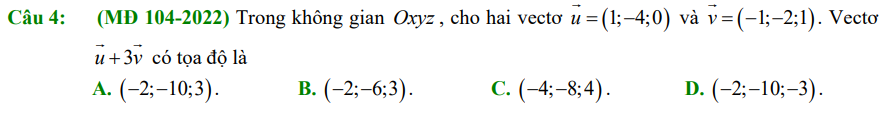 Câu 4: (MĐ 104-2022) Trong không gian Oxyz , cho hai vectơ u⃗ = (1;−4;0) và v⃗ = (−1;−2;1). Vectơ
u⃗ + 3v⃗ có tọa độ là
A. (−2;−10;3). B. (−2;−6;3). C. (−4;−8;4). D. (−2;−10;−3).